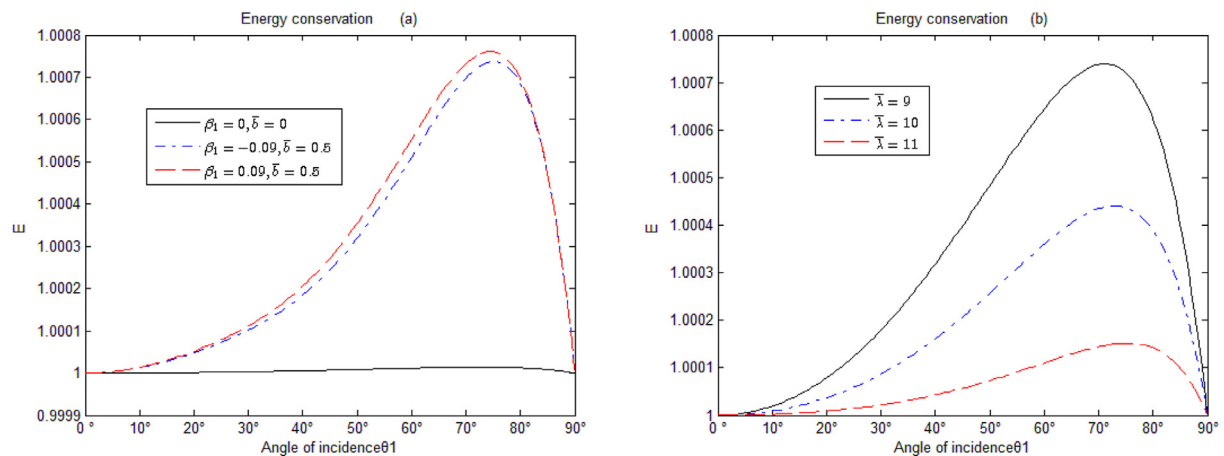 Energy conservation (a)
1.0008
1.0007
1.0006
1.0005
1.0004
1.0003
1.0002
1.0001
1
0.9999
E
β₁ = 0, b̄ = 0
β₁ = −0.09, b̄ = 0.5
β₁ = 0.09, b̄ = 0.5
0 ° 10° 20° 30° 40° 50° 60° 70° 80° 90°
Angle of incidenceθ1
Energy conservation (b)
1.0008
1.0007
1.0006
1.0005
1.0004
1.0003
1.0002
1.0001
1
E
λ̄ = 9
λ̄ = 10
λ̄ = 11
0 ° 10° 20° 30° 40° 50° 60° 70° 80° 90°
Angle of incidenceθ1